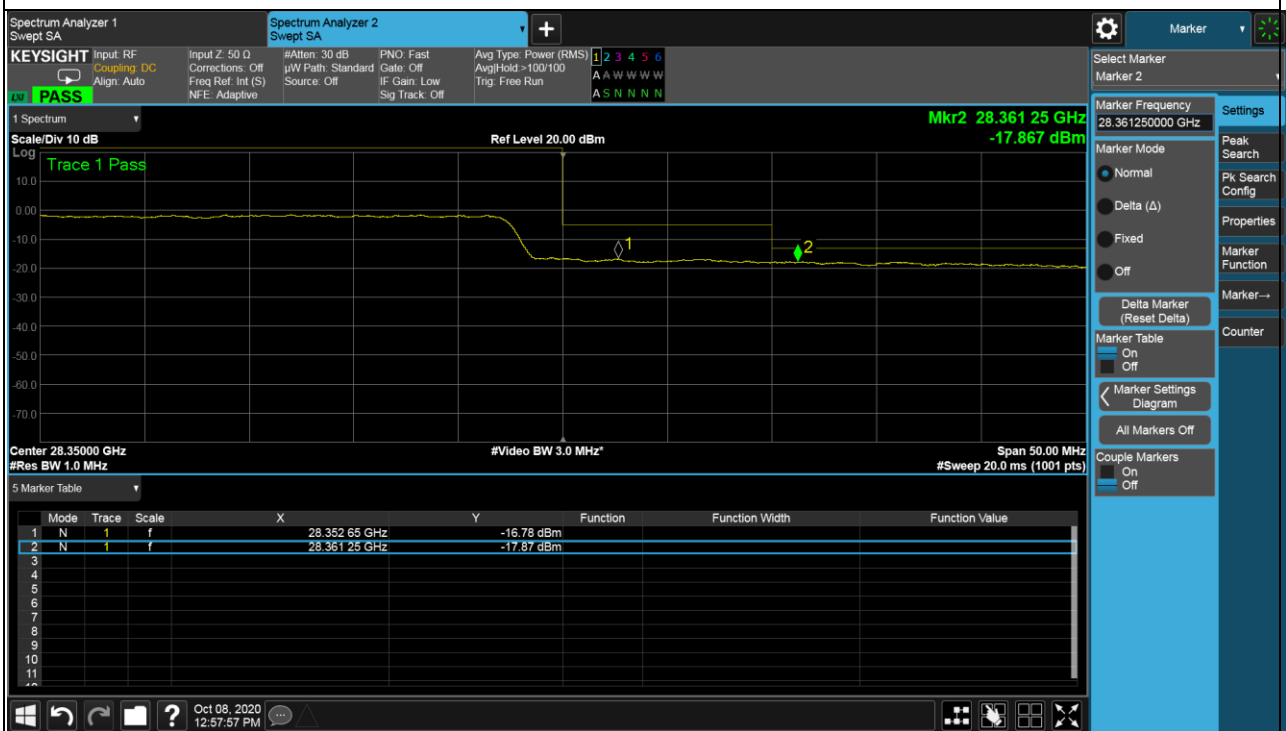 Spectrum Analyzer 1
Swept SA
Spectrum Analyzer 2
Swept SA
Marker
KEYSIGHT
LXI
PASS
Input: RF
Coupling: DC
Align: Auto
Input Z: 50 Ω
Corrections: Off
Freq Ref: Int (S)
NFE: Adaptive
#Atten: 30 dB
µW Path: Standard
Source: Off
PNO: Fast
Gate: Off
IF Gain: Low
Sig Track: Off
Avg Type: Power (RMS)
Avg|Hold:>100/100
Trig: Free Run
1 2 3 4 5 6
A A W W W W
A S N N N N
1 Spectrum
Scale/Div 10 dB
Ref Level 20.00 dBm
Mkr2 28.361 25 GHz
-17.867 dBm
Log
Trace 1 Pass
10.0
0.00
-10.0
-20.0
-30.0
-40.0
-50.0
-60.0
-70.0
1
2
Center 28.35000 GHz
#Video BW 3.0 MHz*
Span 50.00 MHz
#Res BW 1.0 MHz
#Sweep 20.0 ms (1001 pts)
5 Marker Table
Mode Trace Scale X Y Function Function Width Function Value
1 N 1 f 28.352 65 GHz -16.78 dBm
2 N 1 f 28.361 25 GHz -17.87 dBm
3
4
5
6
7
8
9
10
11
?
Oct 08, 2020
12:57:57 PM
Select Marker
Marker 2
Marker Frequency
28.361250000 GHz
Marker Mode
Normal
Delta (Δ)
Fixed
Off
Delta Marker
(Reset Delta)
Marker Table
On
Off
Marker Settings
Diagram
All Markers Off
Couple Markers
On
Off
Settings
Peak
Search
Pk Search
Config
Properties
Marker
Function
Marker→
Counter